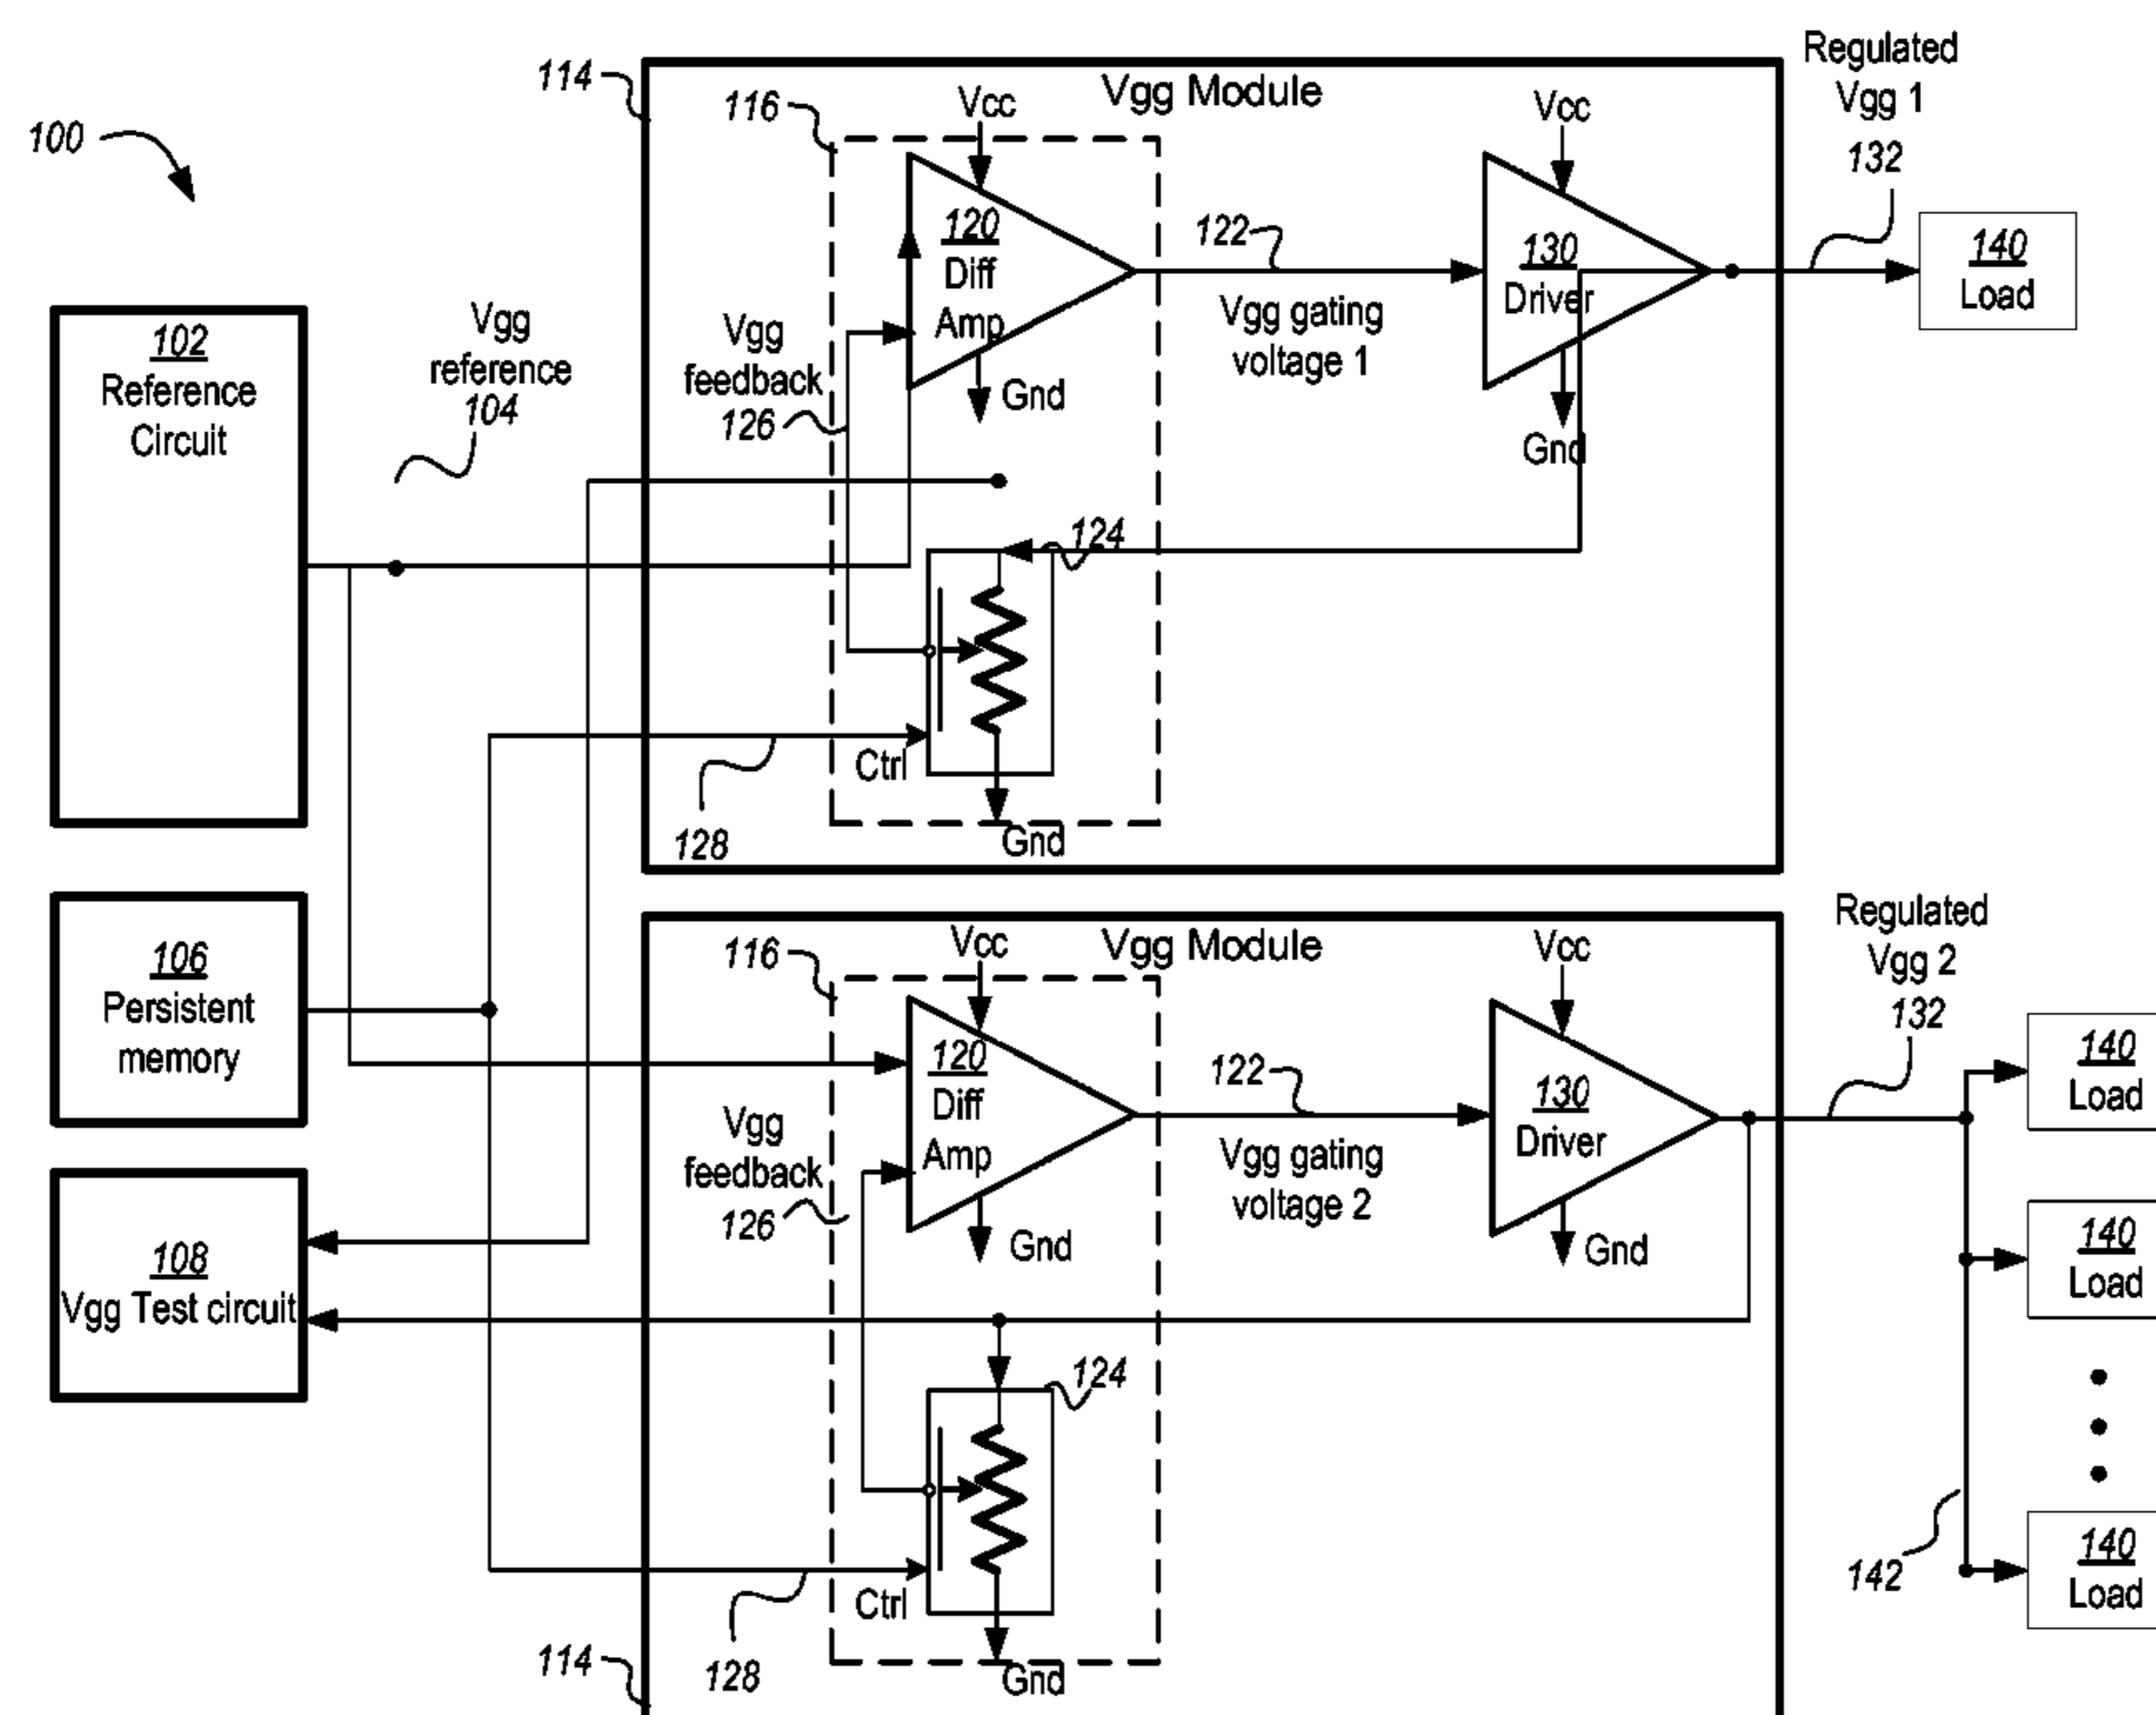 100
102
Reference
Circuit
Vgg
reference
104
106
Persistent
memory
108
Vgg Test circuit
114
116
Vgg Module
Vcc
120
Diff
Amp
Gnd
Vgg
feedback
126
122
Vgg gating
voltage 1
Vcc
130
Driver
Gnd
124
Ctrl
128
Gnd
Regulated
Vgg 1
132
140
Load
116
Vgg Module
Vcc
120
Diff
Amp
Gnd
Vgg
feedback
126
122
Vgg gating
voltage 2
Vcc
130
Driver
Gnd
124
Ctrl
128
Gnd
114
Regulated
Vgg 2
132
140
Load
140
Load
140
Load
142